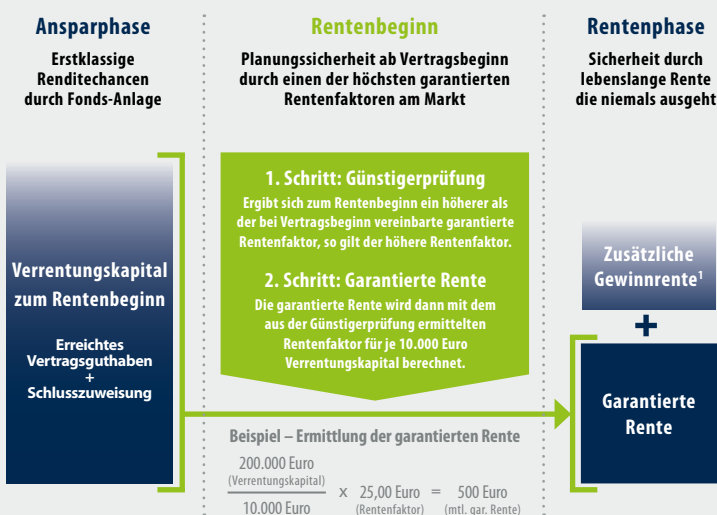 Ansparphase
Erstklassige
Renditechancen
durch Fonds-Anlage
Verrentungskapital
zum Rentenbeginn
Erreichtes
Vertragsguthaben
+
Schlusszuweisung
Rentenbeginn
Planungssicherheit ab Vertragsbeginn
durch einen der höchsten garantierten
Rentenfaktoren am Markt
1. Schritt: Günstigerprüfung
Ergibt sich zum Rentenbeginn ein höherer als
der bei Vertragsbeginn vereinbarte garantierte
Rentenfaktor, so gilt der höhere Rentenfaktor.
2. Schritt: Garantierte Rente
Die garantierte Rente wird dann mit dem
aus der Günstigerprüfung ermittelten
Rentenfaktor für je 10.000 Euro
Verrentungskapital berechnet.
Beispiel – Ermittlung der garantierten Rente
200.000 Euro
(Verrentungskapital)
10.000 Euro
x 25,00 Euro = 500 Euro
(Rentenfaktor) (mtl. gar. Rente)
Rentenphase
Sicherheit durch
lebenslange Rente
die niemals ausgeht
Zusätzliche
Gewinnrente¹
+
Garantierte
Rente